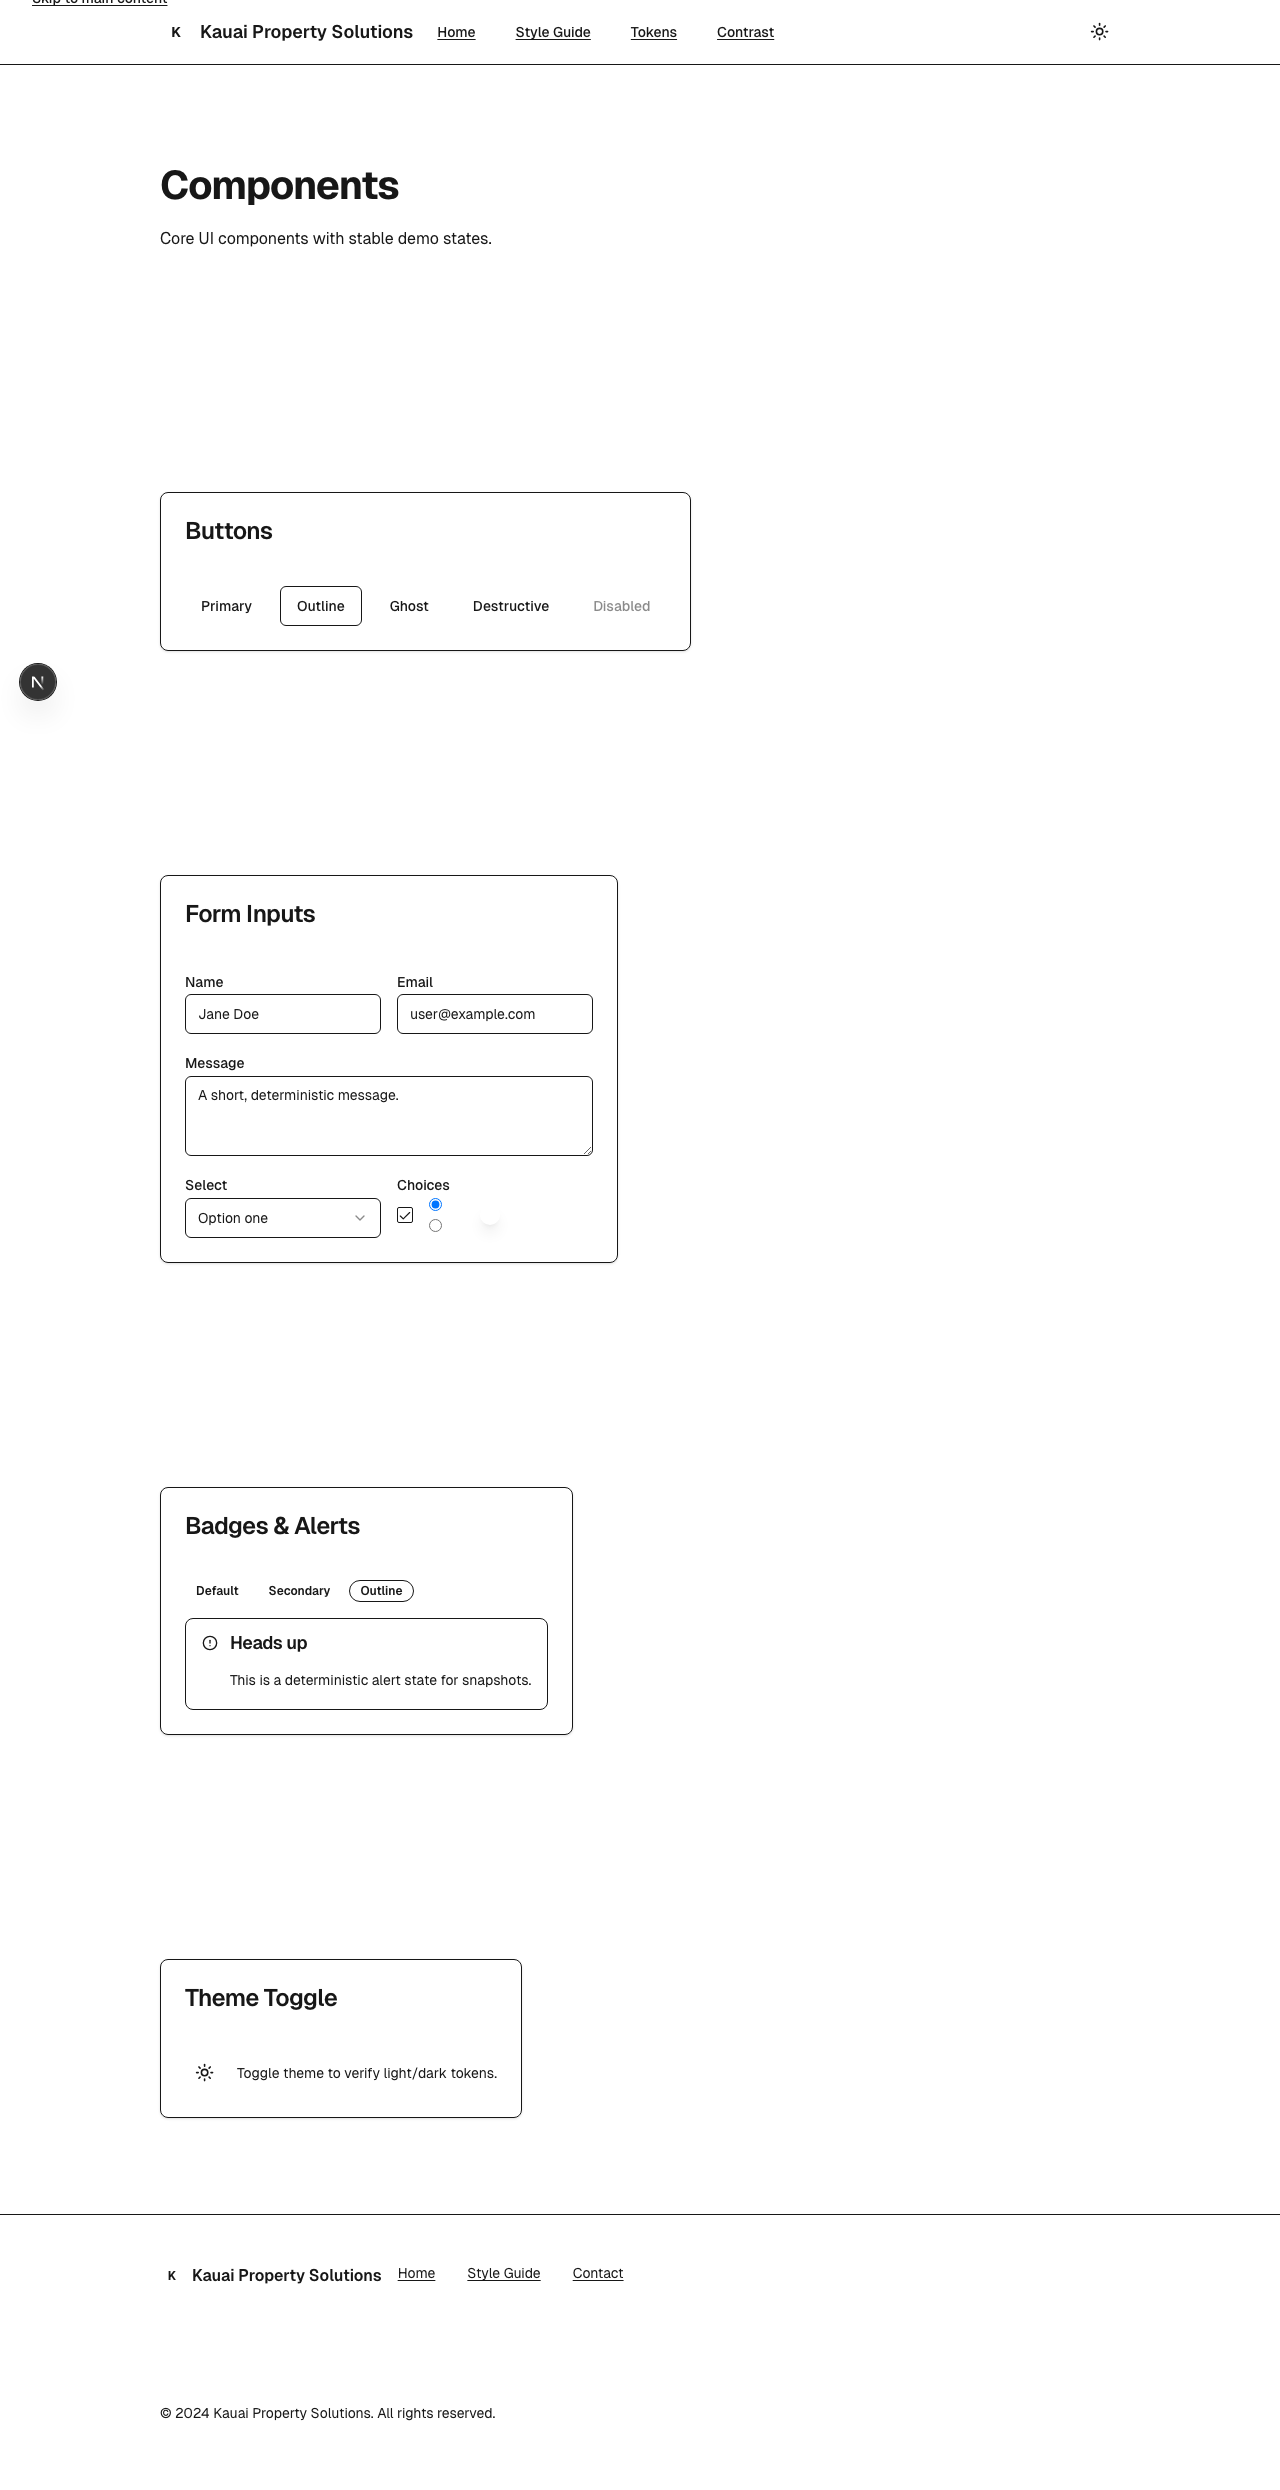 Skip to main content
K Kauai Property Solutions Home Style Guide Tokens Contrast
Components
Core UI components with stable demo states.
Buttons
Primary Outline Ghost Destructive Disabled
N
Form Inputs
Name Email
Jane Doe user@example.com
Message
A short, deterministic message.
Select Choices
Option one
Badges & Alerts
Default Secondary Outline
Heads up
This is a deterministic alert state for snapshots.
Theme Toggle
Toggle theme to verify light/dark tokens.
K Kauai Property Solutions Home Style Guide Contact
© 2024 Kauai Property Solutions. All rights reserved.